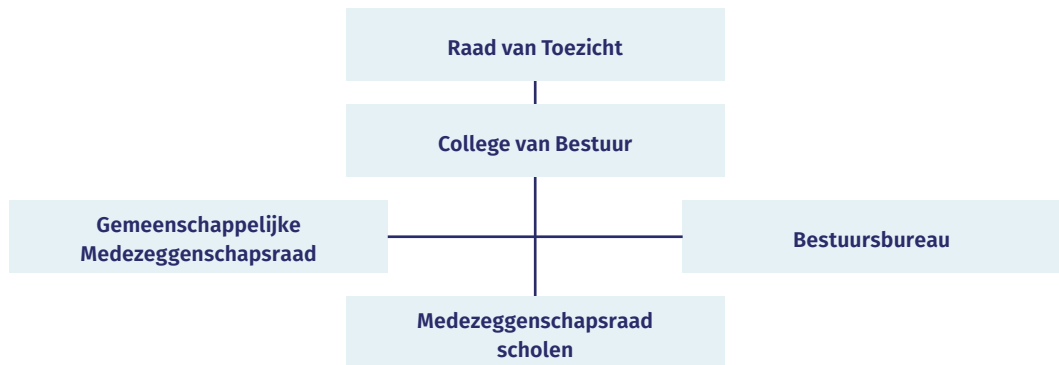 Raad van Toezicht
College van Bestuur
Gemeenschappelijke
Medezeggenschapsraad
Bestuursbureau
Medezeggenschapsraad
scholen